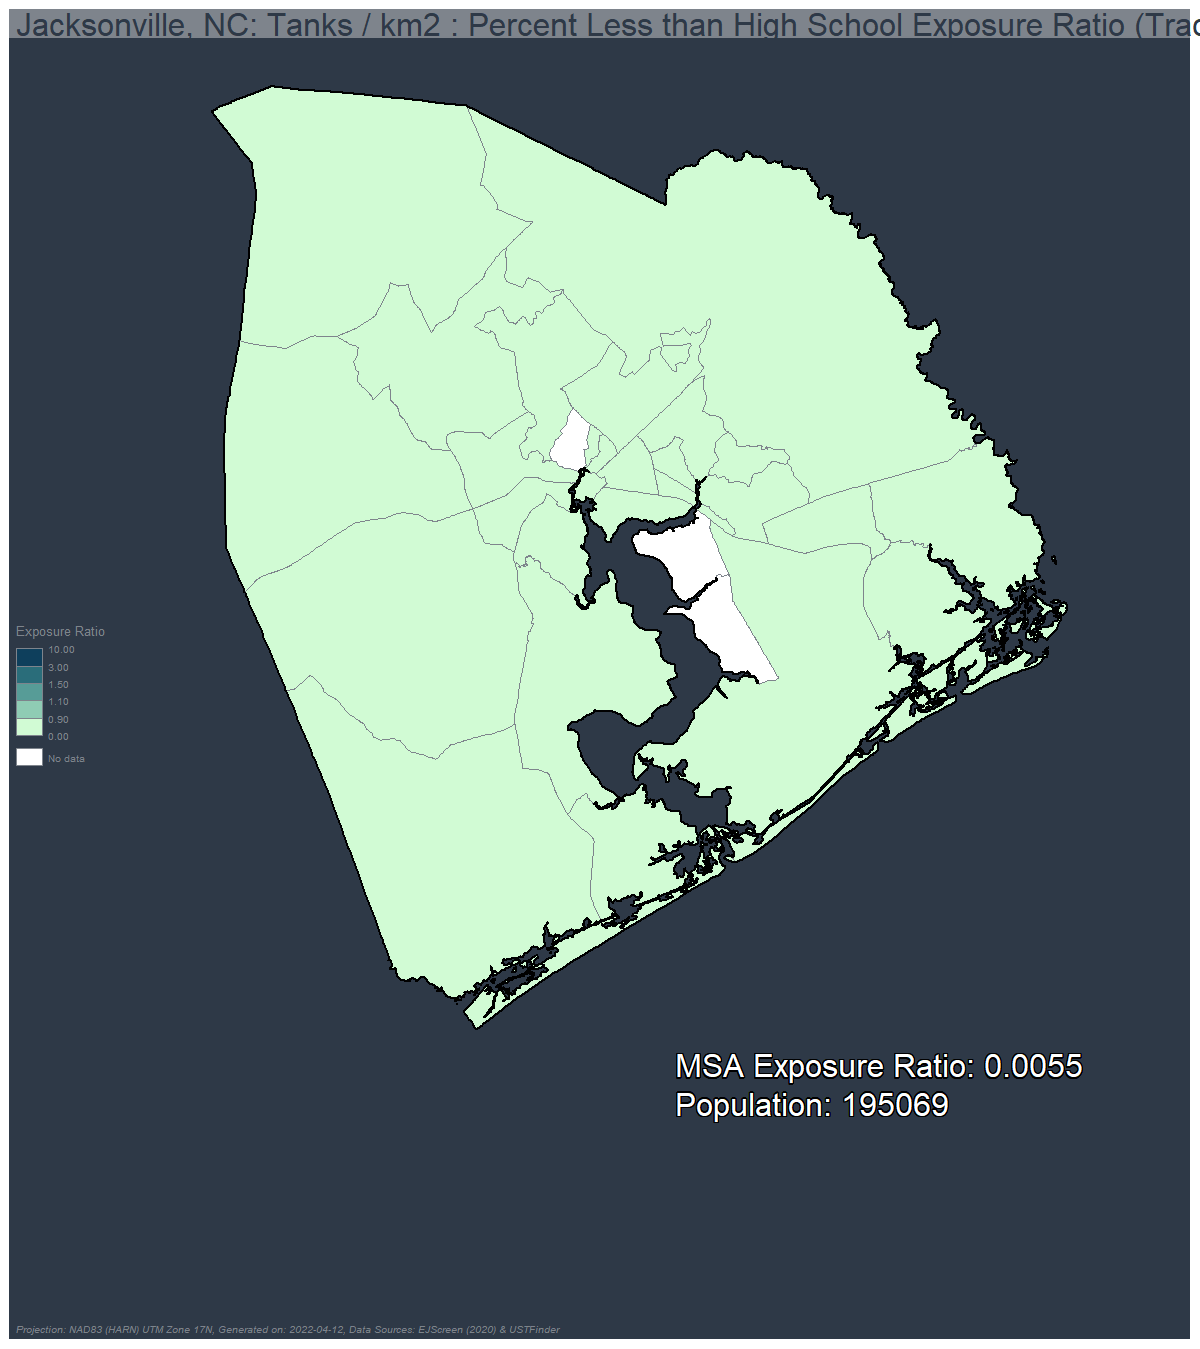 Jacksonville, NC: Tanks / km2 : Percent Less than High School Exposure Ratio (Trac
Exposure Ratio
10.00
3.00
1.50
1.10
0.90
0.00
No data
MSA Exposure Ratio: 0.0055
Population: 195069
Projection: NAD83 (HARN) UTM Zone 17N, Generated on: 2022-04-12, Data Sources: EJScreen (2020) & USTFinder